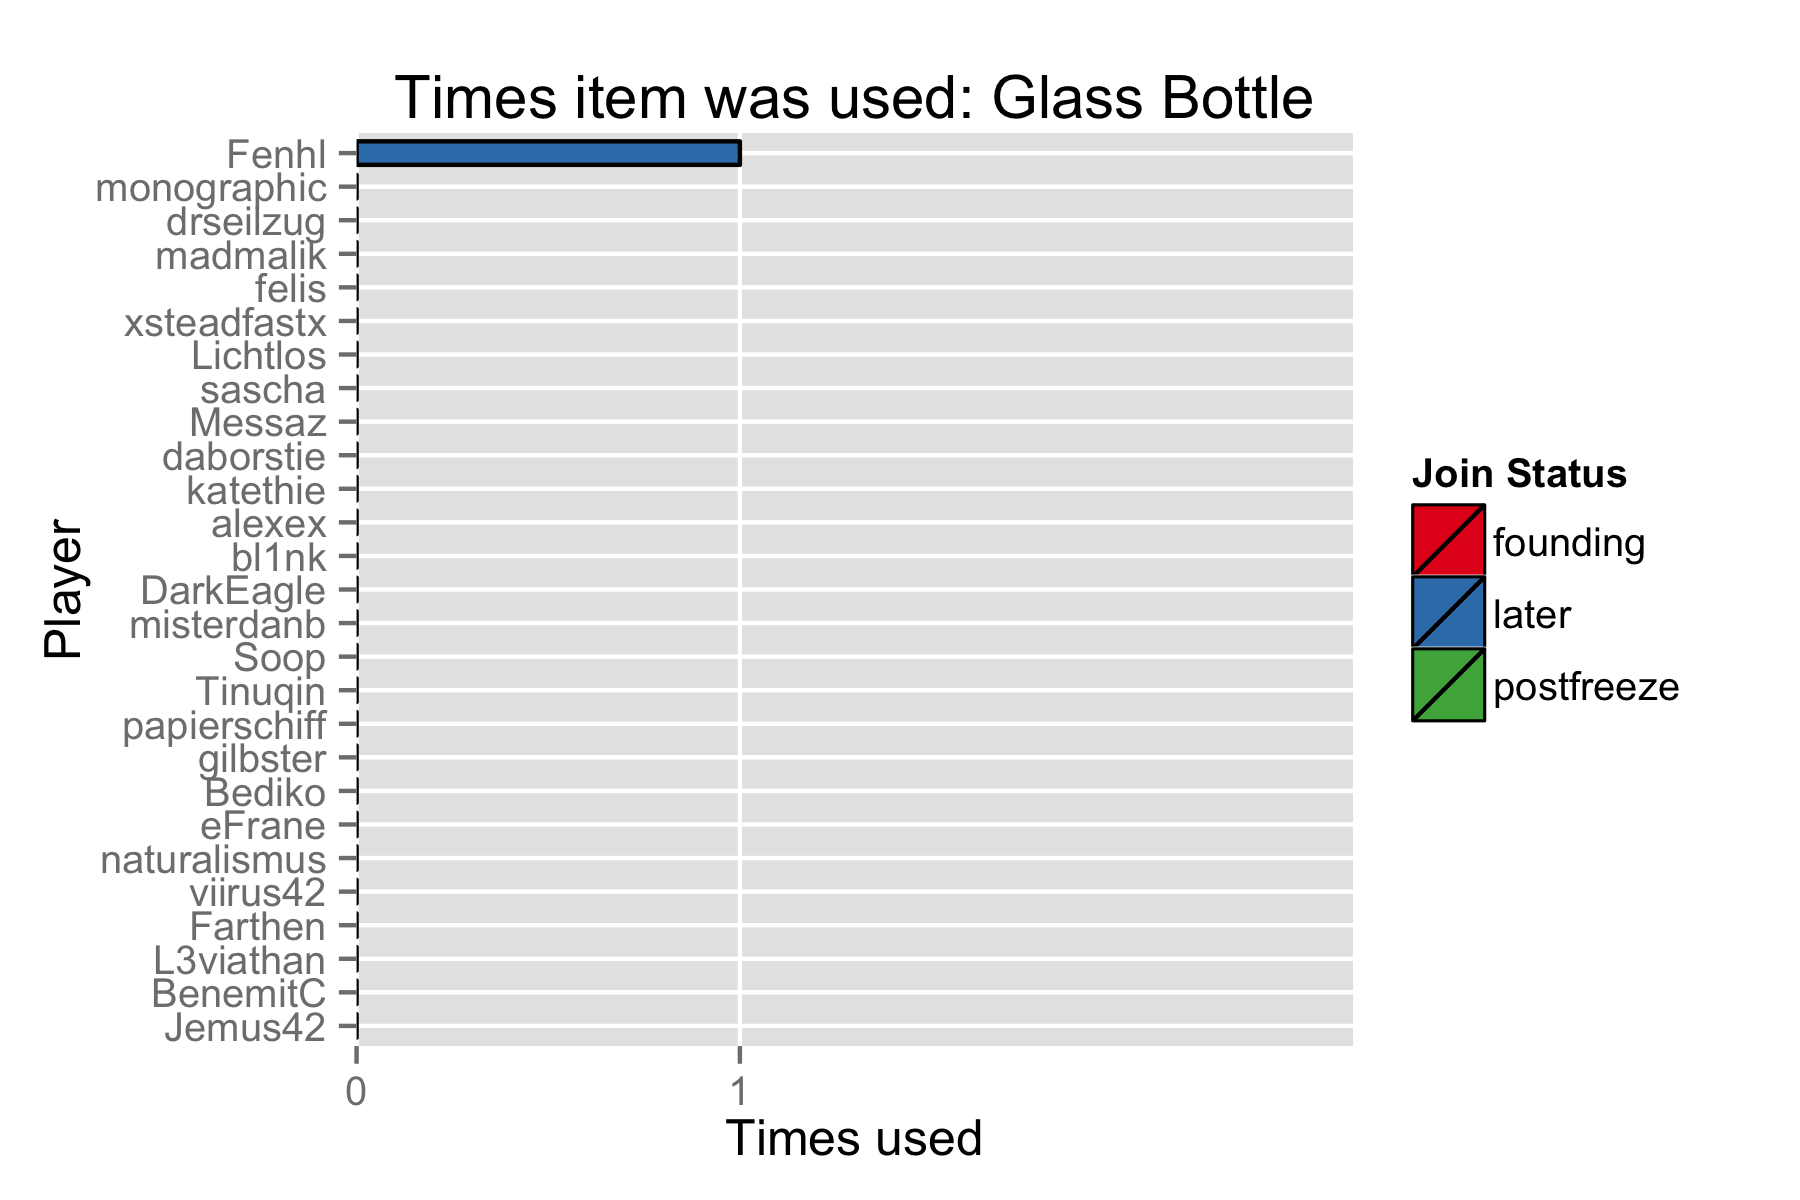 Times item was used: Glass Bottle
Fenhl
monographic
drseilzug
madmalik
felis
xsteadfastx
Lichtlos
sascha
Messaz
daborstie
katethie
alexex
bl1nk
DarkEagle
misterdanb
Soop
Tinuqin
papierschiff
gilbster
Bediko
eFrane
naturalismus
viirus42
Farthen
L3viathan
BenemitC
Jemus42
Player
0 1
Times used
Join Status
founding
later
postfreeze